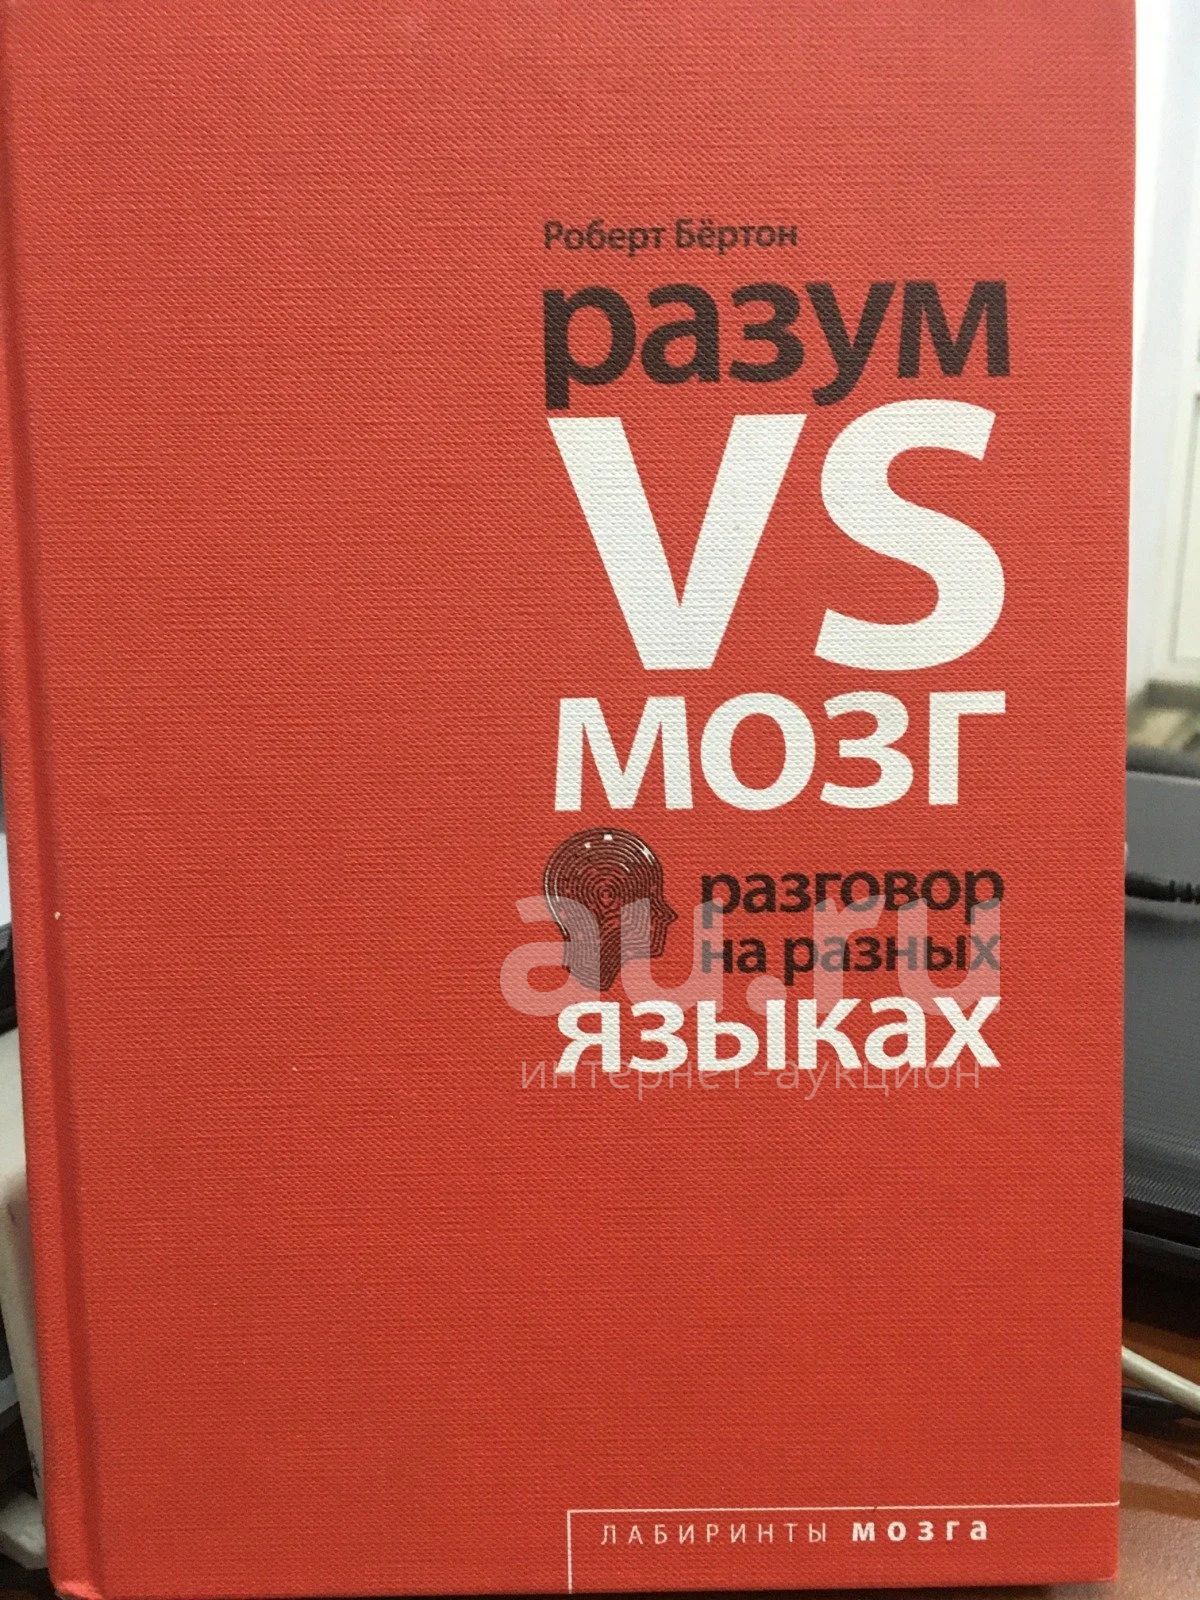 Роберт Бёртон
разум
VS
мозг
разговор
на разных
языках
au.ru
интернет-аукцион
ЛАБИРИНТЫ мозга